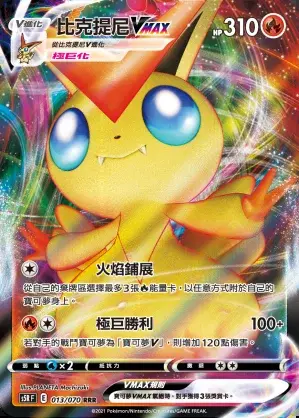 V進化 比克提尼VMAX HP 310
從比克提尼V進化
極巨化
火焰鋪展
從自己的棄牌區選擇最多3張能量卡,以任意方式附於自己的
寶可夢身上。
極巨勝利 100+
若對手的戰鬥寶可夢為「寶可夢V」,則增加120點傷害。
弱點 ×2 抵抗力 撤退
Illus. PLANETA Mochizuki
VMAX規則
s5R F E 013/070 RRR
寶可夢VMAX氣絕時,對手獲得3張獎賞卡。
©2021 Pokémon/Nintendo/Creatures/GAME FREAK.